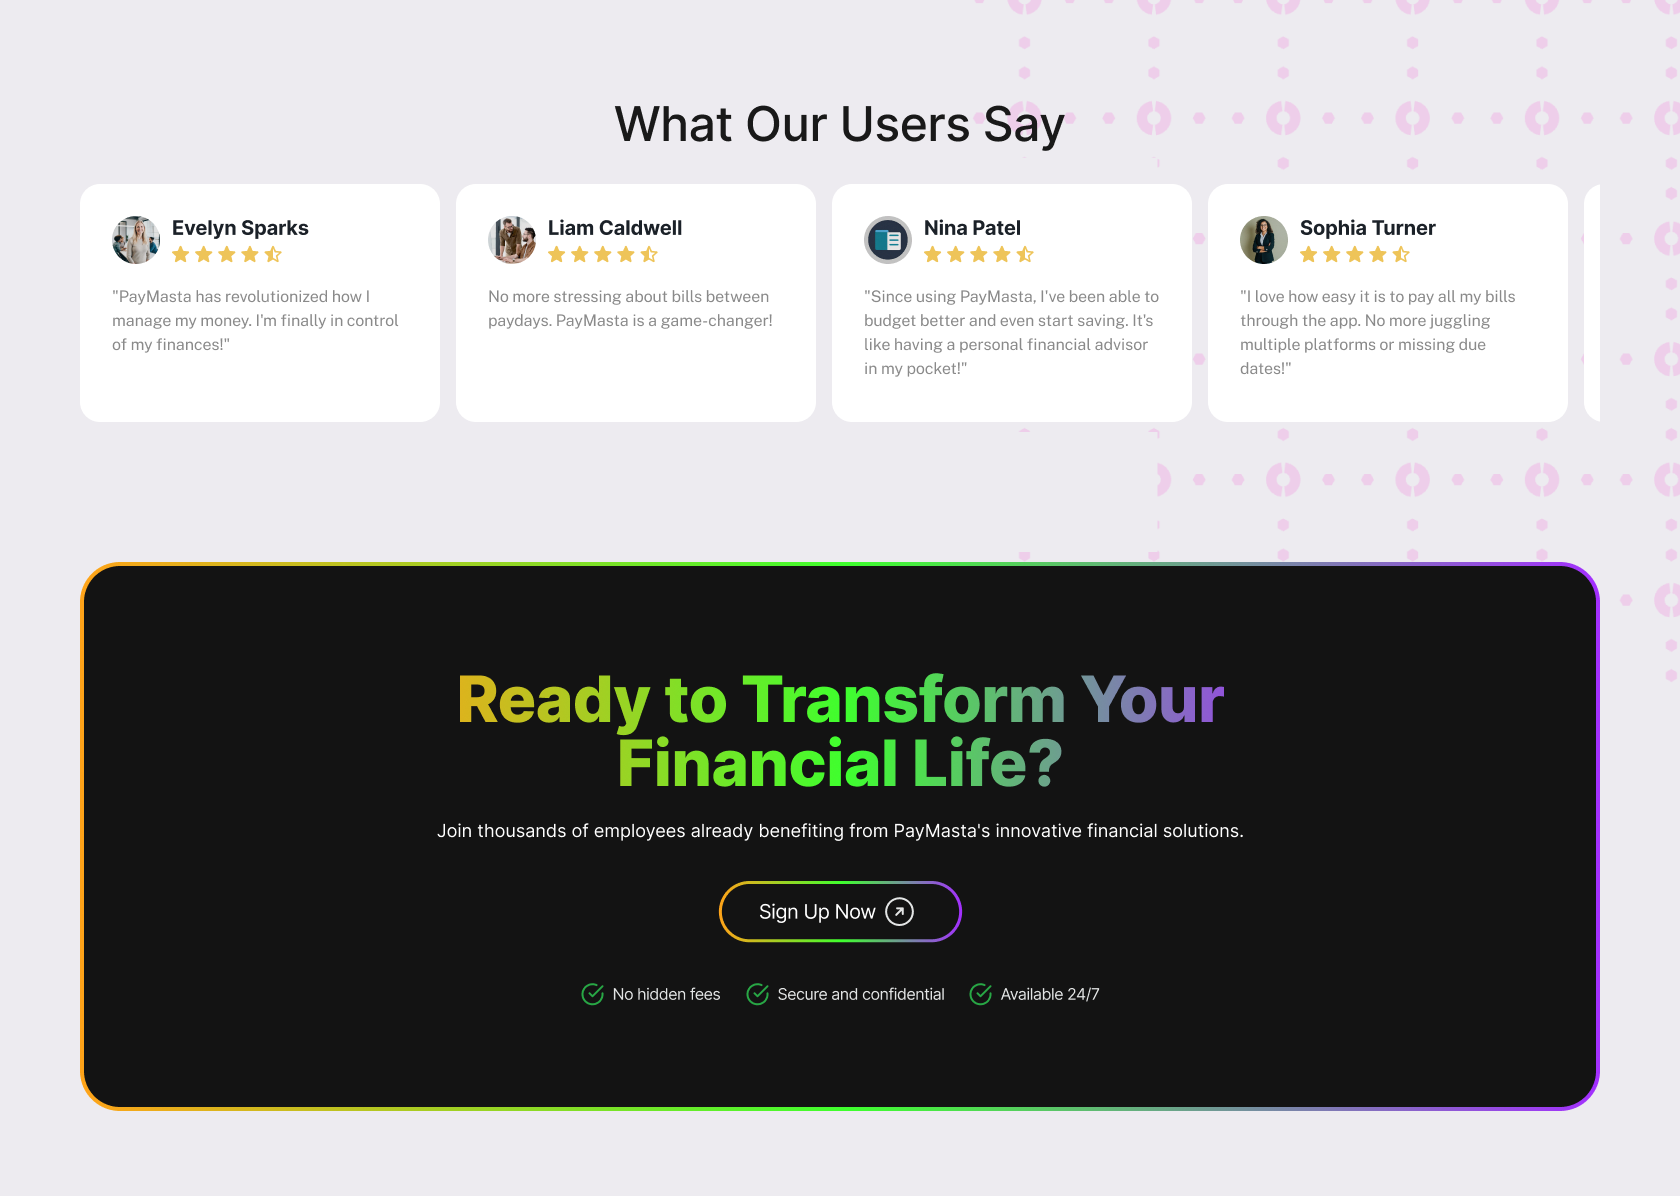 What Our Users Say
Evelyn Sparks
"PayMasta has revolutionized how I
manage my money. I'm finally in control
of my finances!"
Liam Caldwell
No more stressing about bills between
paydays. PayMasta is a game-changer!
Nina Patel
"Since using PayMasta, I've been able to
budget better and even start saving. It's
like having a personal financial advisor
in my pocket!"
Sophia Turner
"I love how easy it is to pay all my bills
through the app. No more juggling
multiple platforms or missing due
dates!"
Ready to Transform Your
Financial Life?
Join thousands of employees already benefiting from PayMasta's innovative financial solutions.
Sign Up Now
No hidden fees
Secure and confidential
Available 24/7